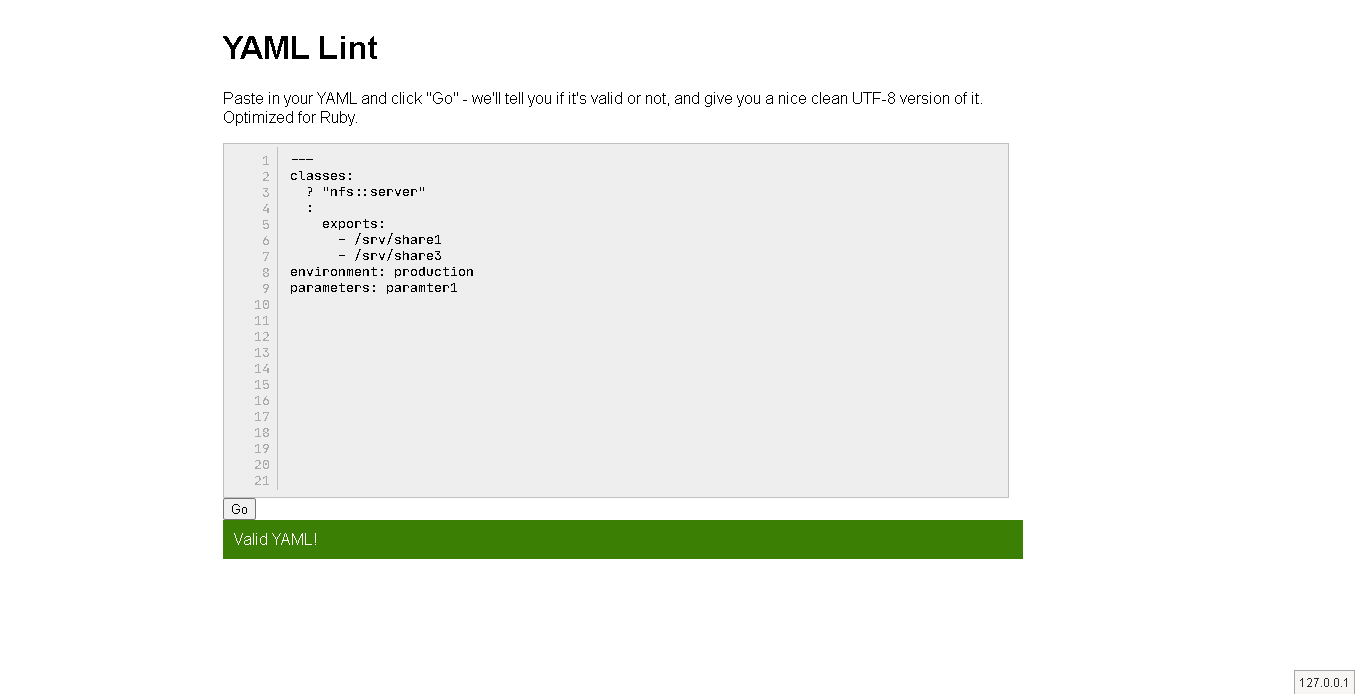 YAML Lint
Paste in your YAML and click "Go" - we'll tell you if it's valid or not, and give you a nice clean UTF-8 version of it.
Optimized for Ruby.
1 ---
2 classes:
3   ? "nfs::server"
4   :
5     exports:
6       - /srv/share1
7       - /srv/share3
8 environment: production
9 parameters: paramter1
10
11
12
13
14
15
16
17
18
19
20
21
Go
Valid YAML!
127.0.0.1